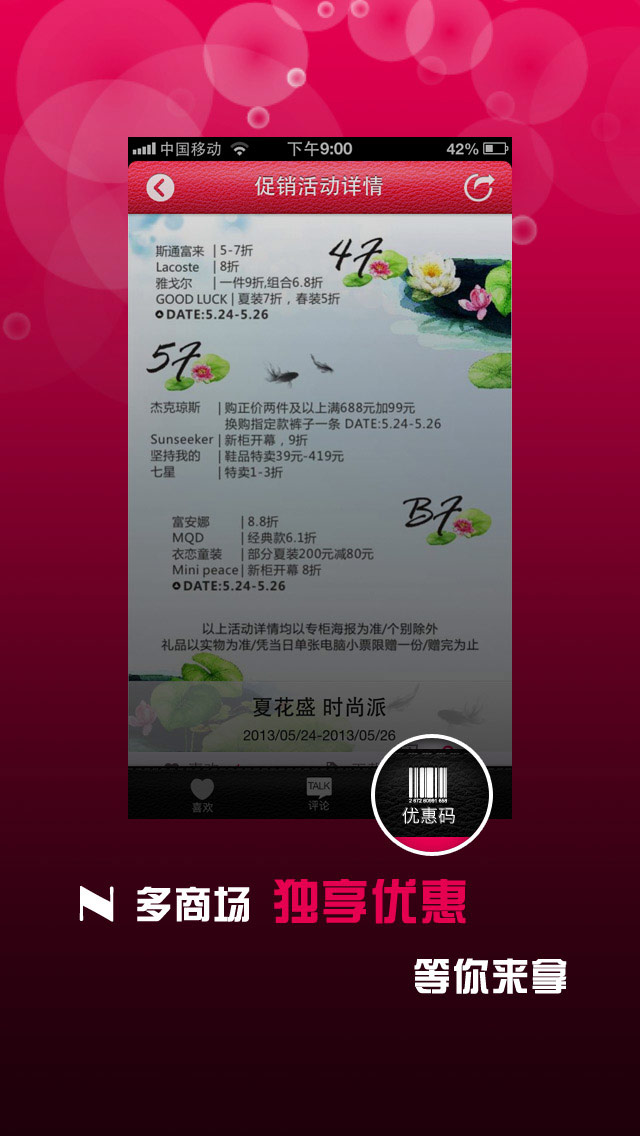 中国移动 下午9:00 42%
促销活动详情
4F
斯通富来 | 5-7折
Lacoste | 8折
雅戈尔 | 一件9折,组合6.8折
GOOD LUCK | 夏装7折，春装5折
DATE:5.24-5.26
5F
杰克琼斯 | 购正价两件及以上满688元加99元
换购指定款裤子一条 DATE:5.24-5.26
Sunseeker | 新柜开幕，9折
坚持我的 | 鞋品特卖39元-419元
七星 | 特卖1-3折
BF
富安娜 | 8.8折
MQD | 经典款6.1折
衣恋童装 | 部分夏装200元减80元
Mini peace | 新柜开幕 8折
DATE:5.24-5.26
以上活动详情均以专柜海报为准/个别除外
礼品以实物为准/凭当日单张电脑小票限赠一份/赠完为止
夏花盛 时尚派
2013/05/24-2013/05/26
喜欢
TALK
评论
优惠码
N 多商场 独享优惠
等你来拿